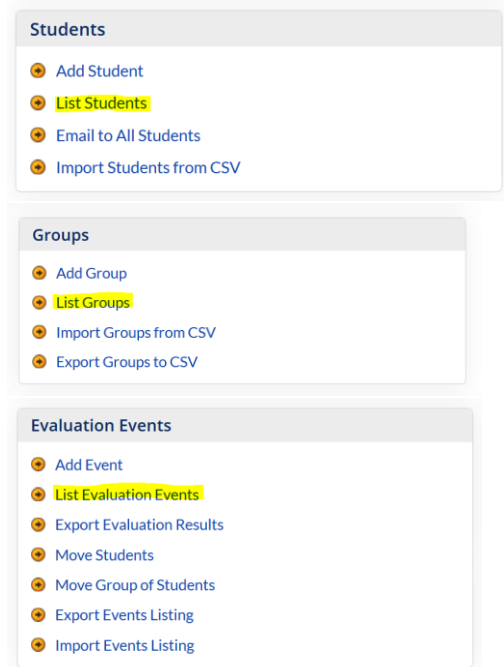 Students
Add Student
List Students
Email to All Students
Import Students from CSV
Groups
Add Group
List Groups
Import Groups from CSV
Export Groups to CSV
Evaluation Events
Add Event
List Evaluation Events
Export Evaluation Results
Move Students
Move Group of Students
Export Events Listing
Import Events Listing